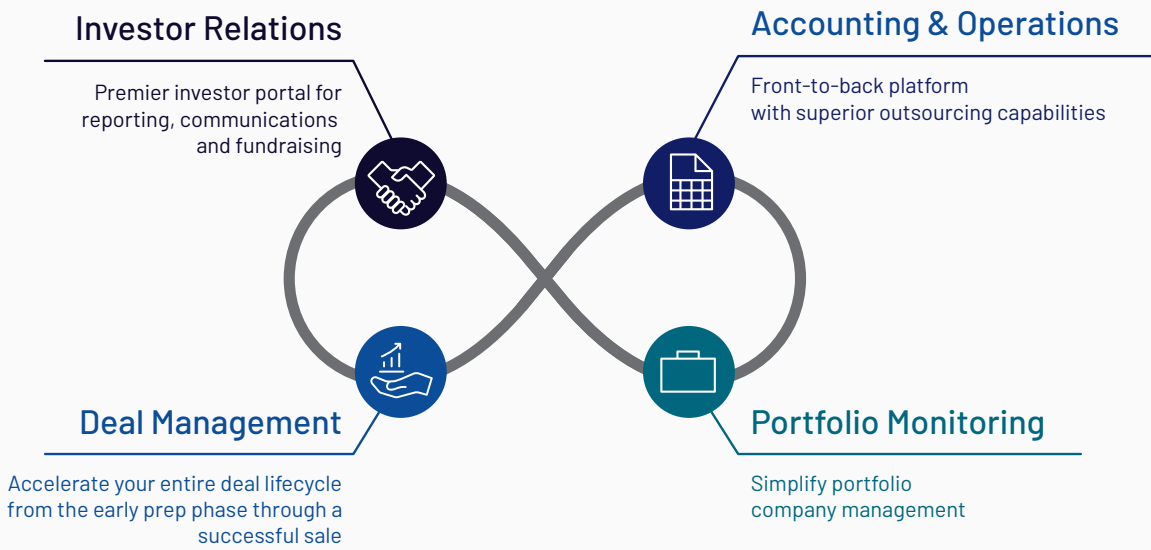 Investor Relations
Premier investor portal for
reporting, communications
and fundraising
Accounting & Operations
Front-to-back platform
with superior outsourcing capabilities
Deal Management
Accelerate your entire deal lifecycle
from the early prep phase through a
successful sale
Portfolio Monitoring
Simplify portfolio
company management